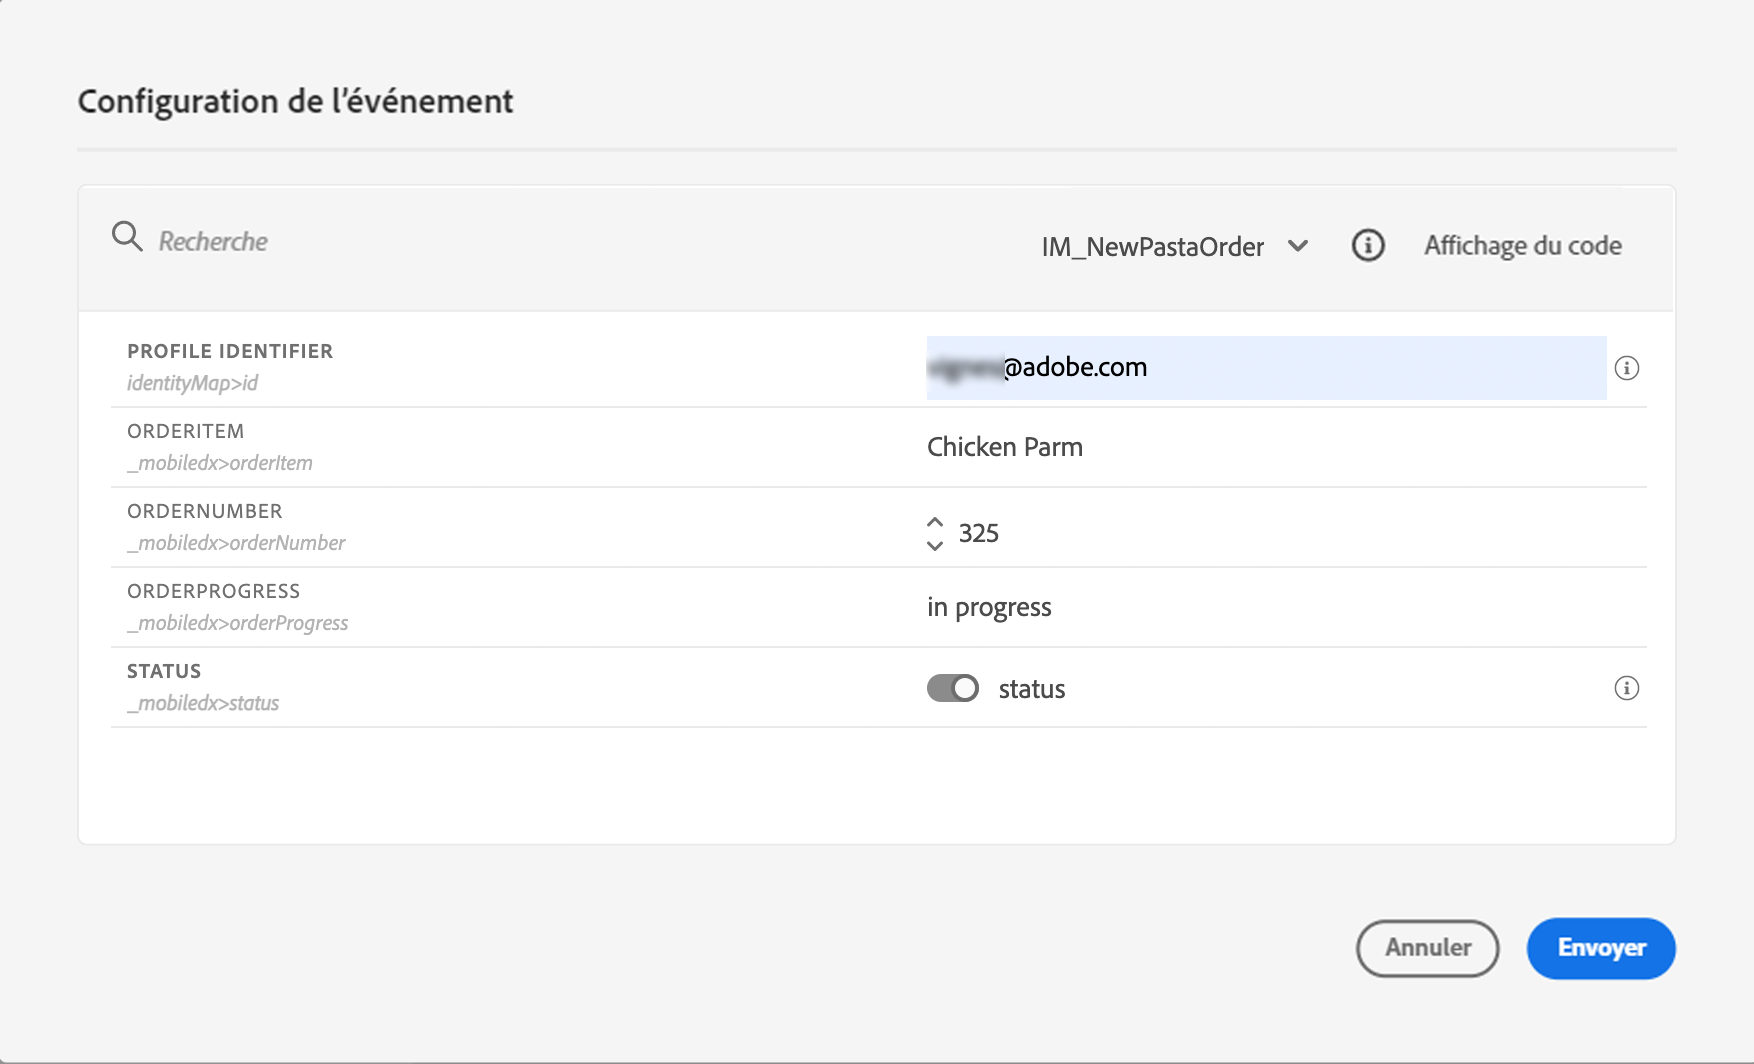 Configuration de l'événement
Recherche
IM_NewPastaOrder
Affichage du code
PROFILE IDENTIFIER
identityMap>id
@adobe.com
ORDERITEM
_mobiledx>orderItem
Chicken Parm
ORDERNUMBER
_mobiledx>orderNumber
325
ORDERPROGRESS
_mobiledx>orderProgress
in progress
STATUS
_mobiledx>status
status
Annuler
Envoyer